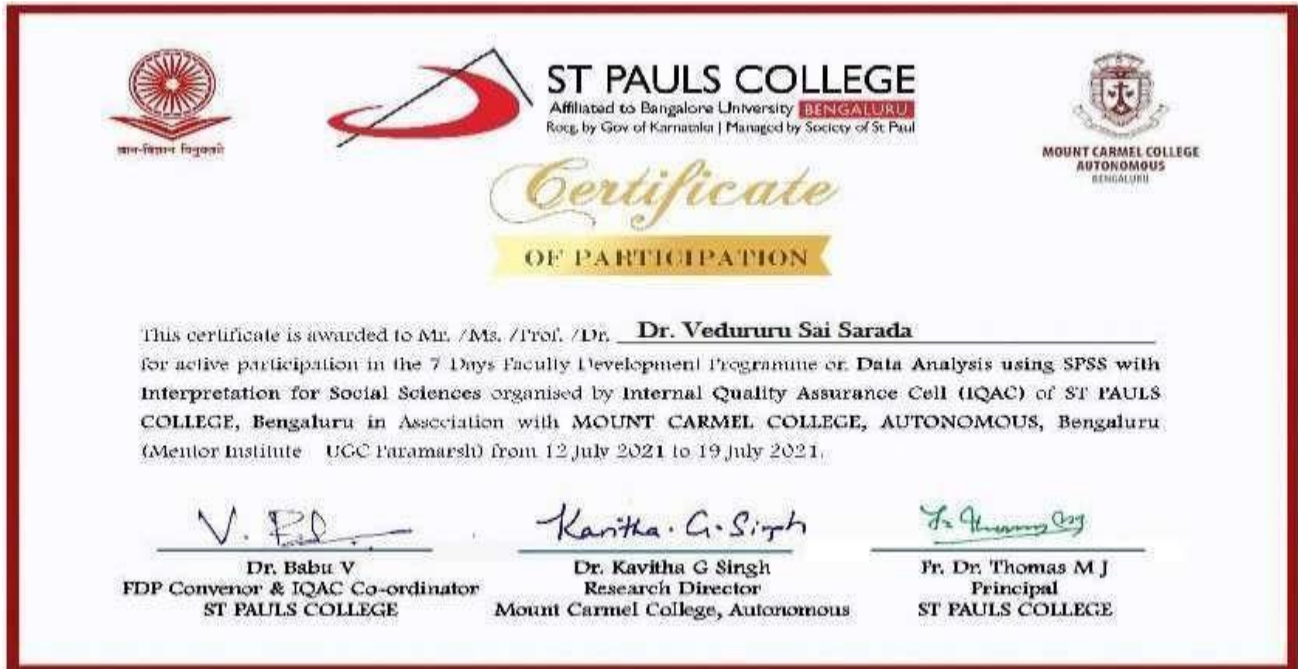 ST PAULS COLLEGE
Affiliated to Bangalore University BENGALURU
Rocg. by Gov of Karnataka | Managed by Society of St Paul
MOUNT CARMEL COLLEGE
AUTONOMOUS
BENGALURU
Certificate
OF PARTICIPATION
This certificate is awarded to Mr. /Ms. /Prof. /Dr. Dr. Vedururu Sai Sarada
for active participation in the 7 Days Faculty Development Programme on Data Analysis using SPSS with
Interpretation for Social Sciences organised by Internal Quality Assurance Cell (IQAC) of ST PAULS
COLLEGE, Bengaluru in Association with MOUNT CARMEL COLLEGE, AUTONOMOUS, Bengaluru
(Mentor Institute UGC Paramarsh) from 12 July 2021 to 19 July 2021.
V.
Kavitha. G. Singh
Dr. Babu V
FDP Convenor & IQAC Co-ordinator
ST PAULS COLLEGE
Dr. Kavitha G Singh
Research Director
Mount Carmel College, Autonomous
Fr. Dr. Thomas M J
Principal
ST PAULS COLLEGE